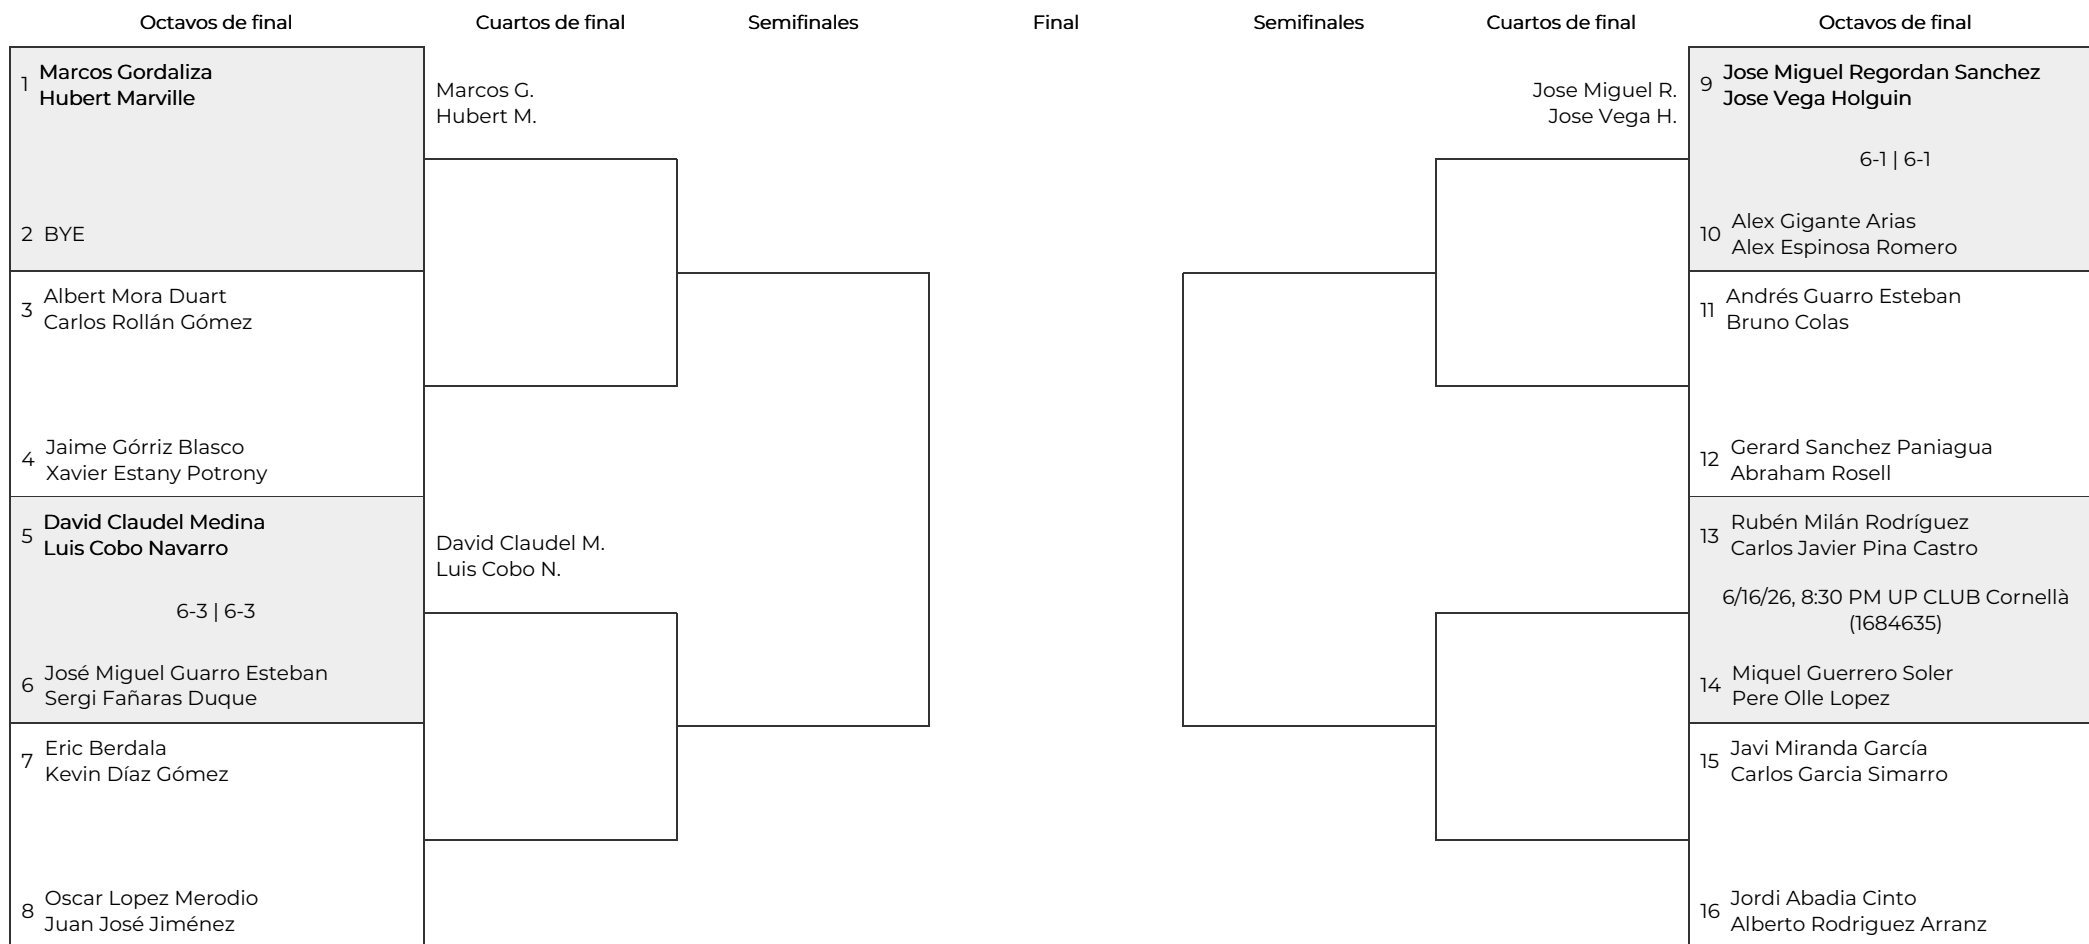 Octavos de final
Cuartos de final
Semifinales
Final
Semifinales
Cuartos de final
Octavos de final
1
Marcos Gordaliza
Hubert Marville
2 BYE
3
Albert Mora Duart
Carlos Rollán Gómez
4
Jaime Górriz Blasco
Xavier Estany Potrony
5
David Claudel Medina
Luis Cobo Navarro
6-3 | 6-3
6
José Miguel Guarro Esteban
Sergi Fañaras Duque
7
Eric Berdala
Kevin Díaz Gómez
8
Oscar Lopez Merodio
Juan José Jiménez
Marcos G.
Hubert M.
David Claudel M.
Luis Cobo N.
Jose Miguel R.
Jose Vega H.
9
Jose Miguel Regordan Sanchez
Jose Vega Holguin
6-1 | 6-1
10
Alex Gigante Arias
Alex Espinosa Romero
11
Andrés Guarro Esteban
Bruno Colas
12
Gerard Sanchez Paniagua
Abraham Rosell
13
Rubén Milán Rodríguez
Carlos Javier Pina Castro
6/16/26, 8:30 PM UP CLUB Cornellà
(1684635)
14
Miquel Guerrero Soler
Pere Olle Lopez
15
Javi Miranda García
Carlos Garcia Simarro
16
Jordi Abadia Cinto
Alberto Rodriguez Arranz